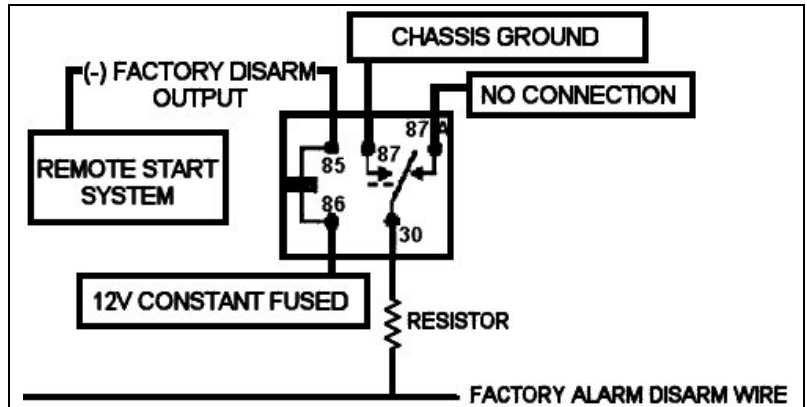 CHASSIS GROUND
(-) FACTORY DISARM
OUTPUT
NO CONNECTION
REMOTE START
SYSTEM
85
87
87A
86
30
12V CONSTANT FUSED
RESISTOR
FACTORY ALARM DISARM WIRE